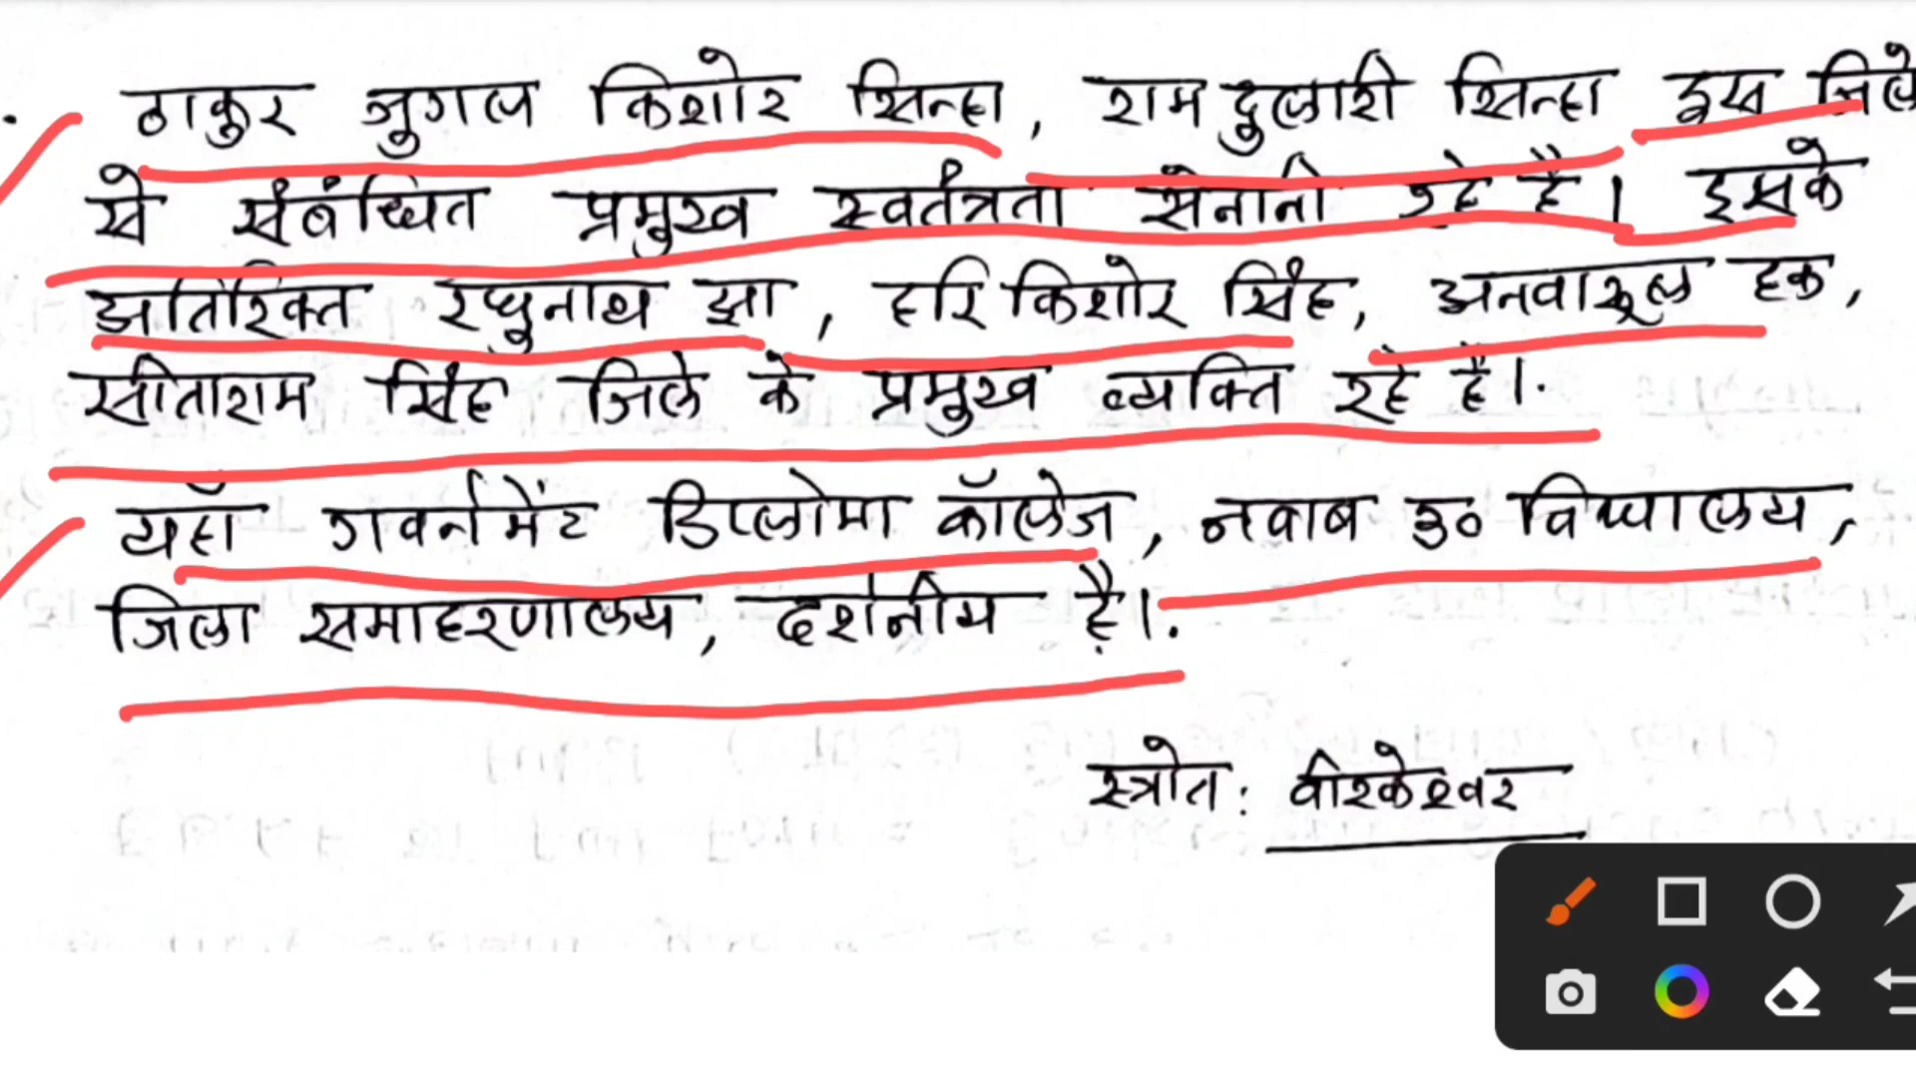 ठाकुर जुगल किशोर सिन्हा, राम दुलारी सिन्हा इस जिले
से संबंधित प्रमुख स्वतंत्रता सेनानी रहे है। इसके
अतिरिक्त रघुनाथ झा, हरि किशोर सिंह, अनवारूल हक,
सीताराम सिंह जिले के प्रमुख व्यक्ति रहे हैं।
यहाँ गवर्नमेंट डिप्लोमा कॉलेज, नवाब उ० विद्यालय,
जिला समाहरणालय, दर्शनीय है।
स्त्रोत: वीरकेश्वर